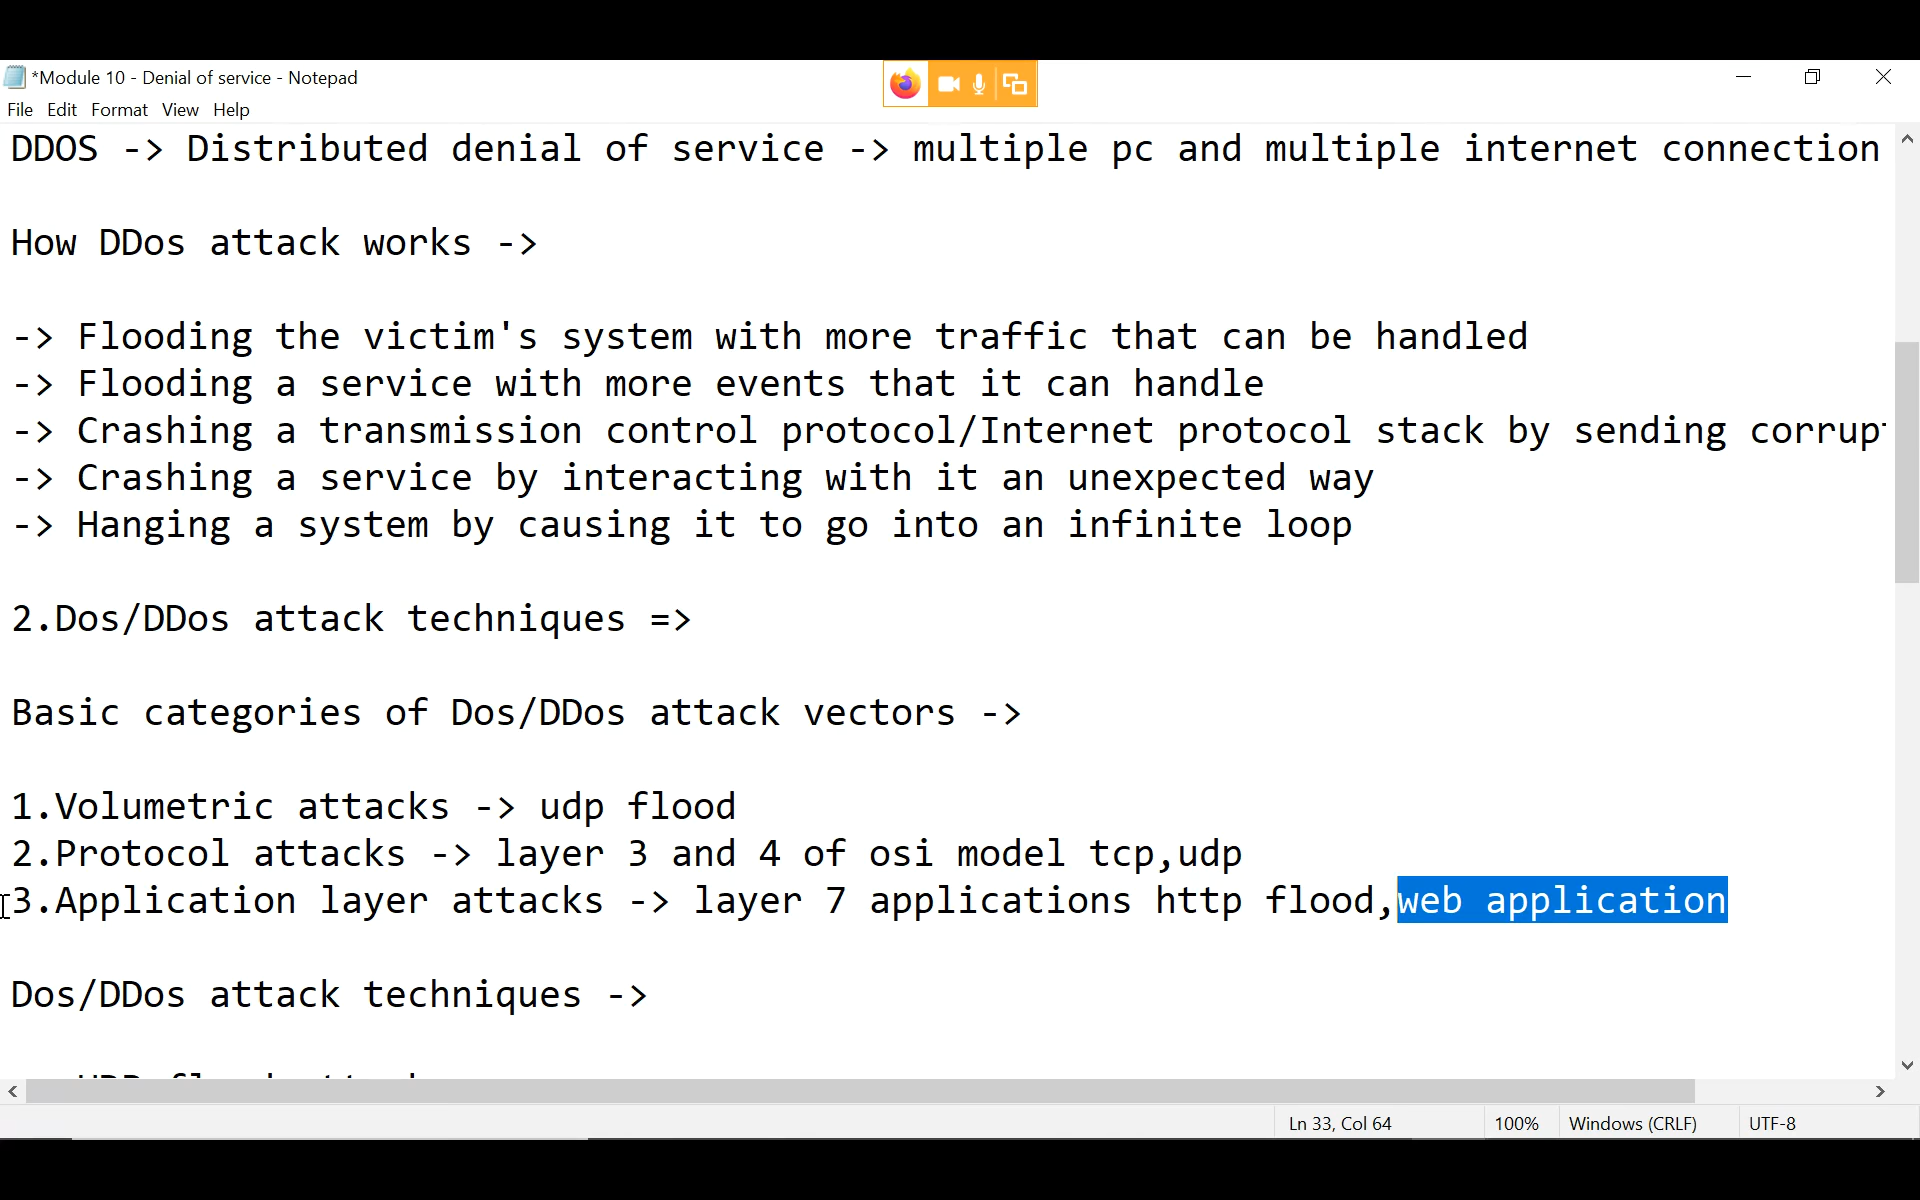 *Module 10 - Denial of service - Notepad
File Edit Format View Help
DDOS -> Distributed denial of service -> multiple pc and multiple internet connection
How DDos attack works ->
-> Flooding the victim's system with more traffic that can be handled
-> Flooding a service with more events that it can handle
-> Crashing a transmission control protocol/Internet protocol stack by sending
-> Crashing a service by interacting with it an unexpected way
-> Hanging a system by causing it to go into an infinite loop
2.Dos/DDos attack techniques =>
Basic categories of Dos/DDos attack vectors ->
1.Volumetric attacks -> udp flood
2.Protocol attacks -> layer 3 and 4 of osi model tcp,udp
3.Application layer attacks -> layer 7 applications http flood,web application
Dos/DDos attack techniques ->
Ln 33, Col 64 100% Windows (CRLF) UTF-8